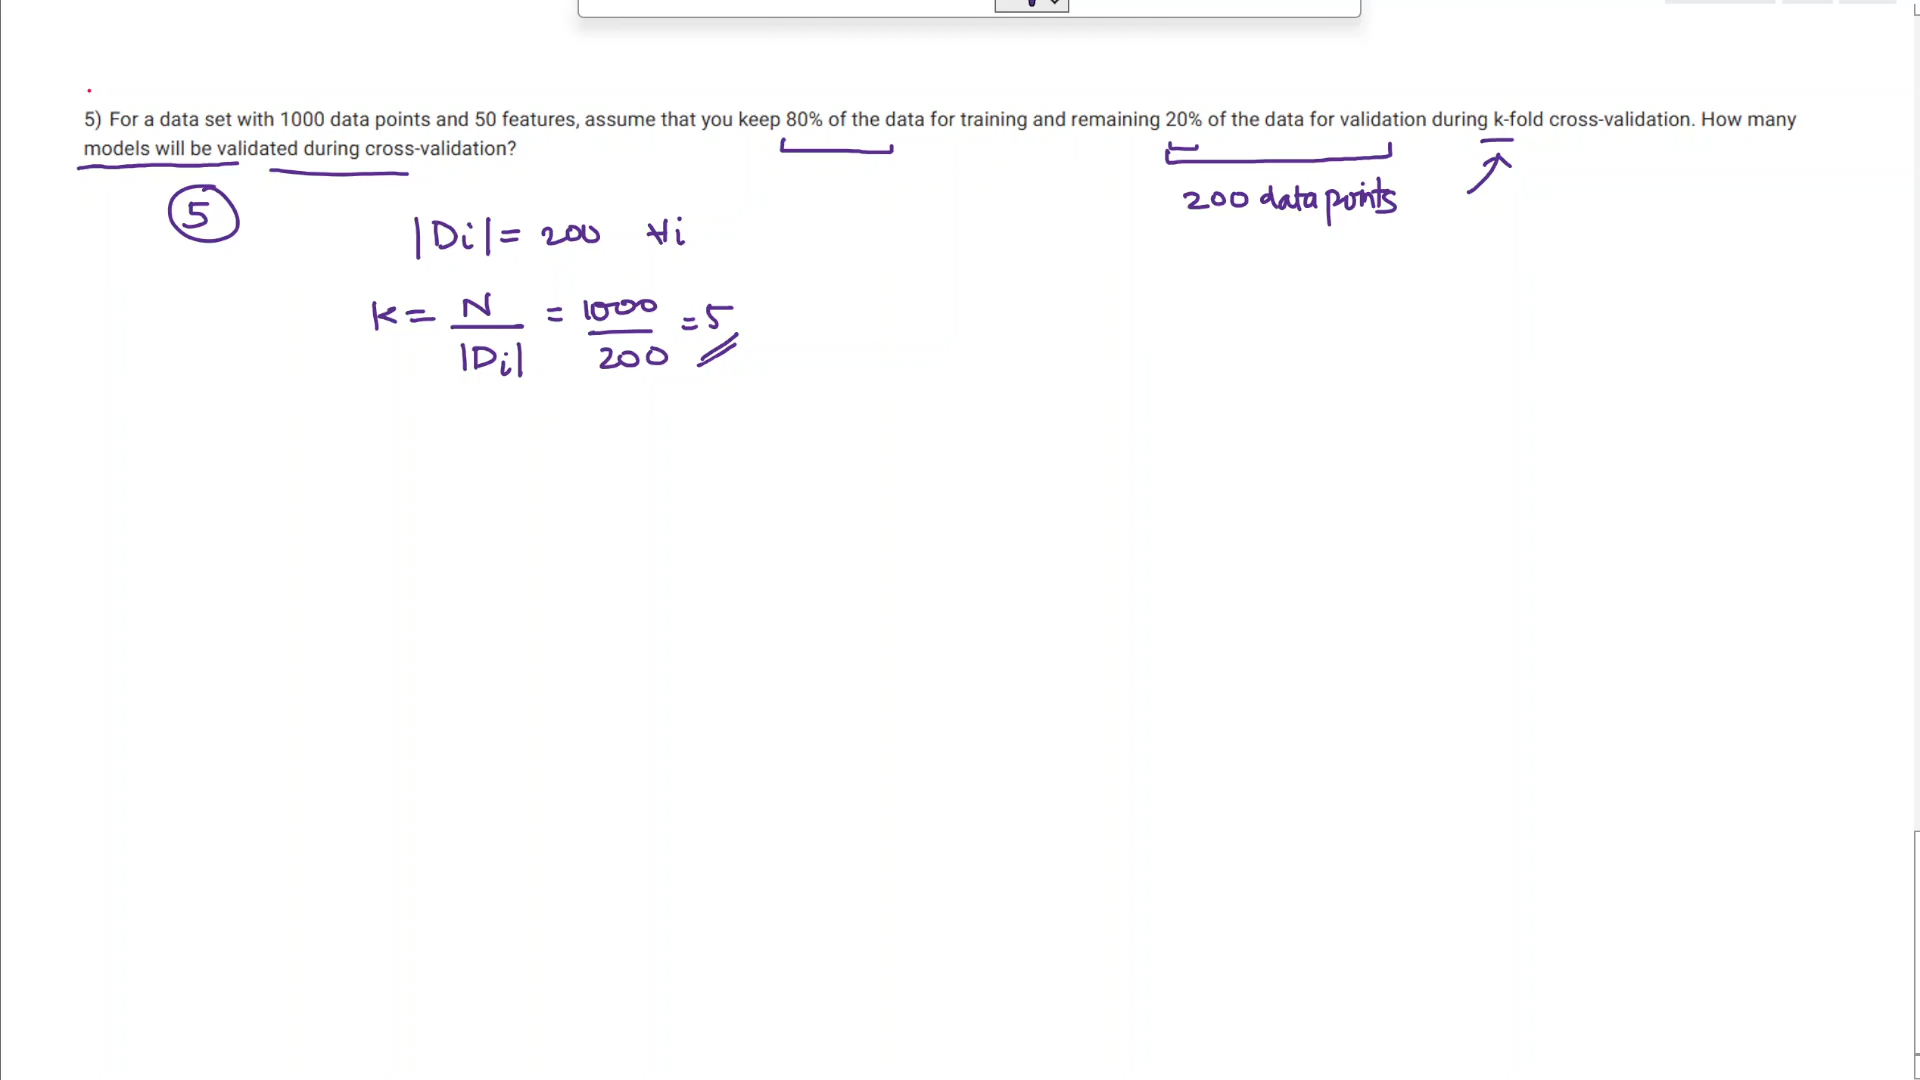 5) For a data set with 1000 data points and 50 features, assume that you keep 80% of the data for training and remaining 20% of the data for validation during k-fold cross-validation. How many
models will be validated during cross-validation?
200 data points
5
|Di| = 200 ∀i
K = N / |Di| = 1000 / 200 = 5